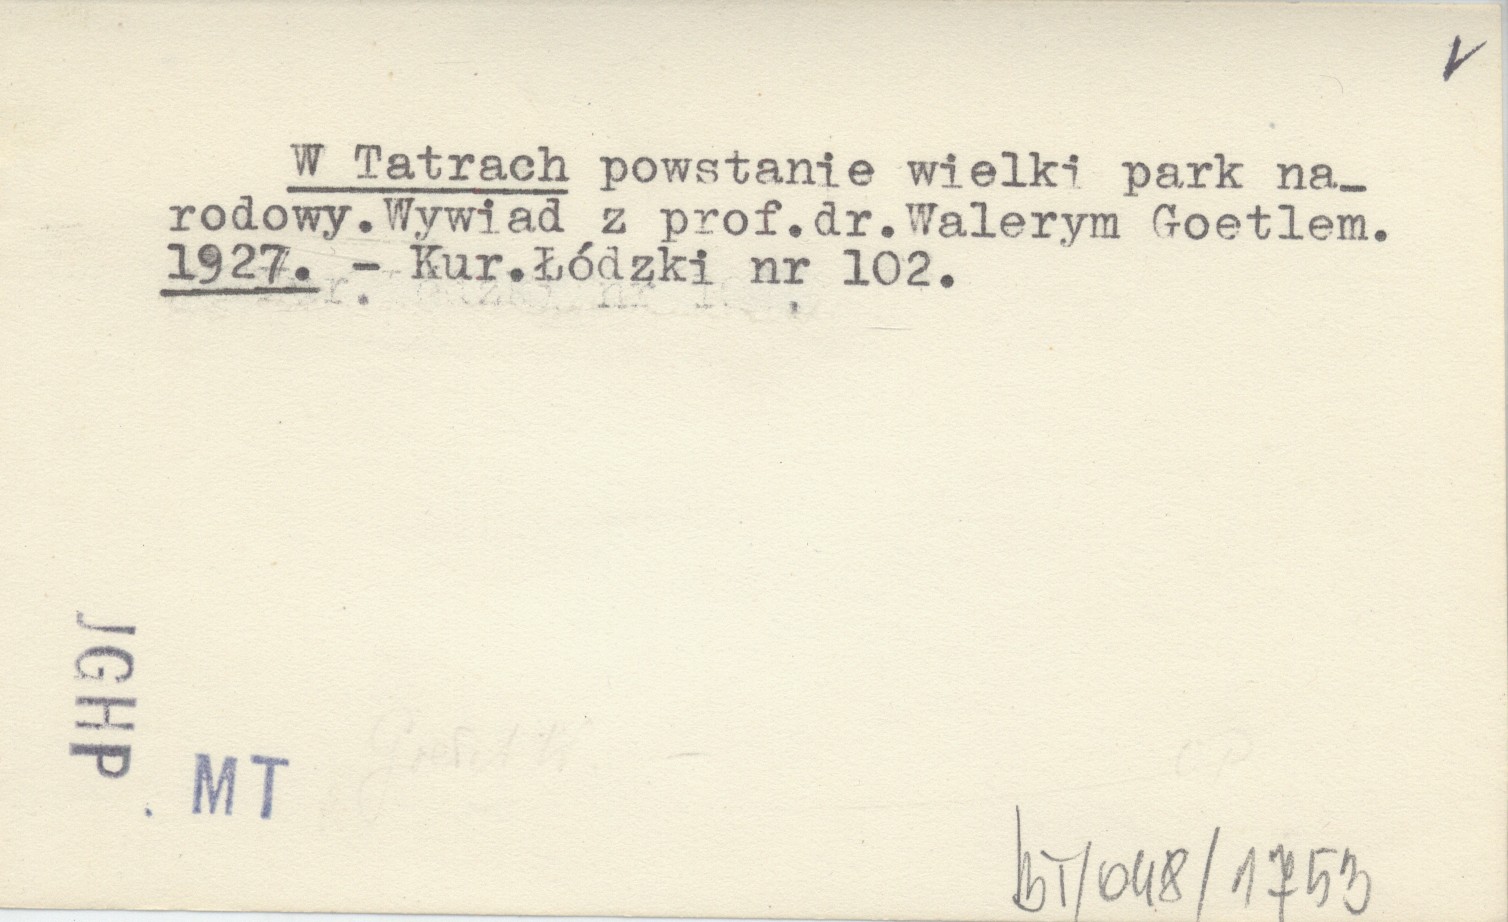 W Tatrach powstanie wielki park na_
rodowy.Wywiad z prof.dr.Walerym Goetlem.
1927. - Kur.Łódzki nr 102.
JGHP
. MT
BT/048/1753